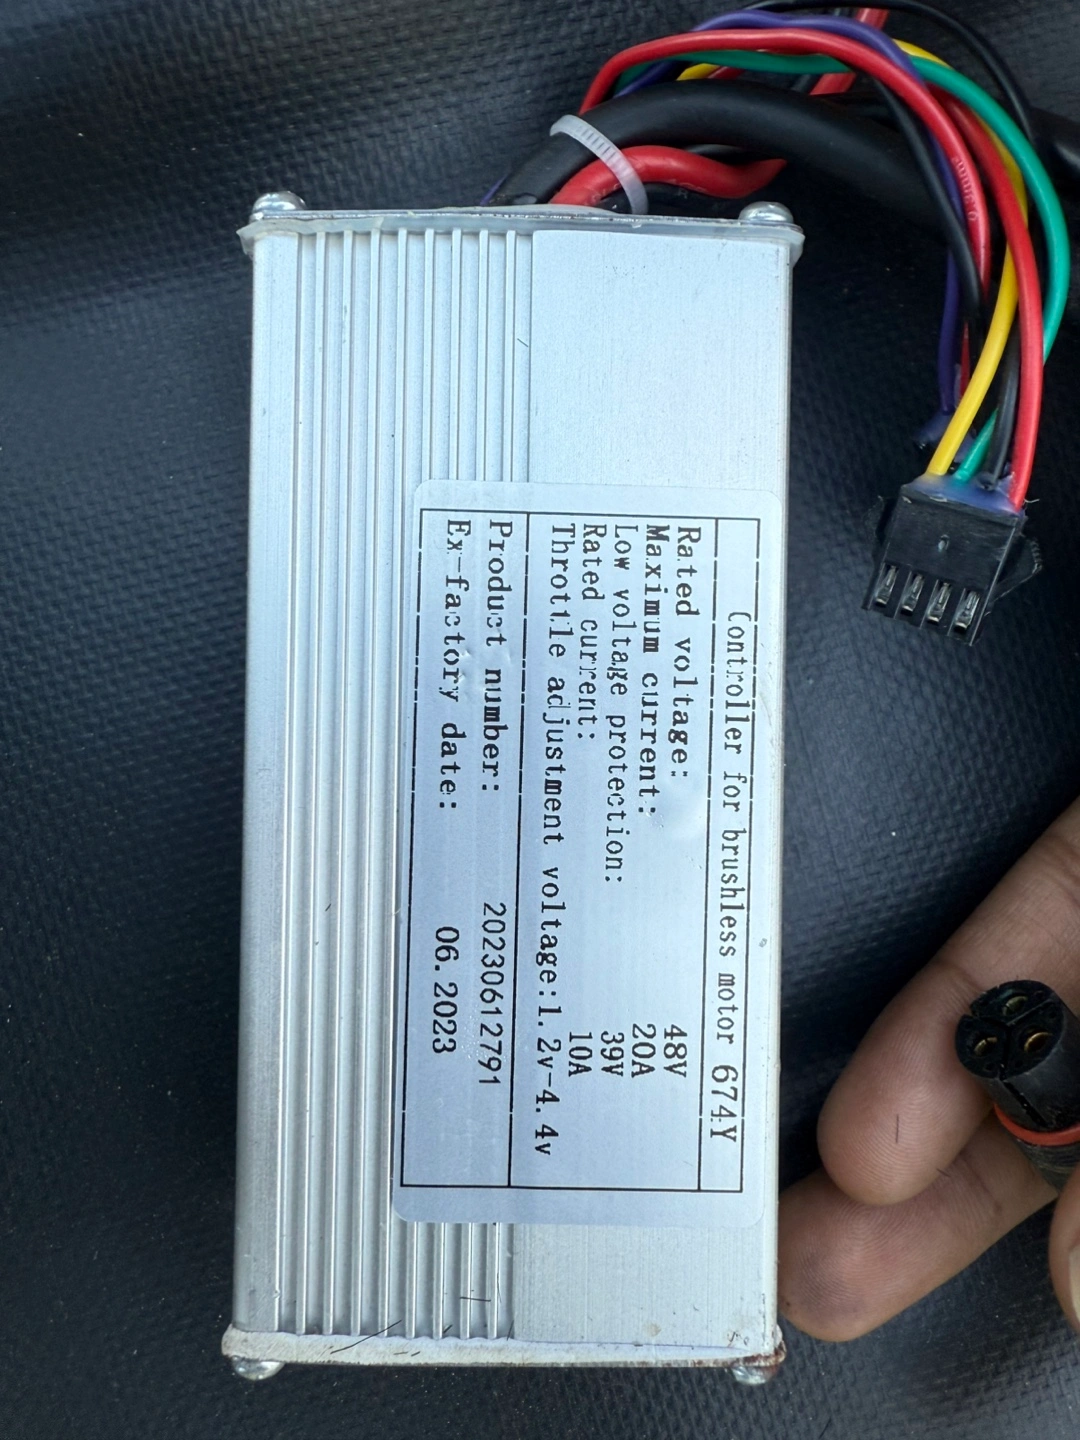 Controller for brushless motor 674Y
Rated voltage: 48V
Maximum current: 20A
Low voltage protection: 39V
Rated current: 10A
Throttle adjustment voltage:1.2v-4.4v
Product number: 20230612791
Ex-factory date: 06.2023